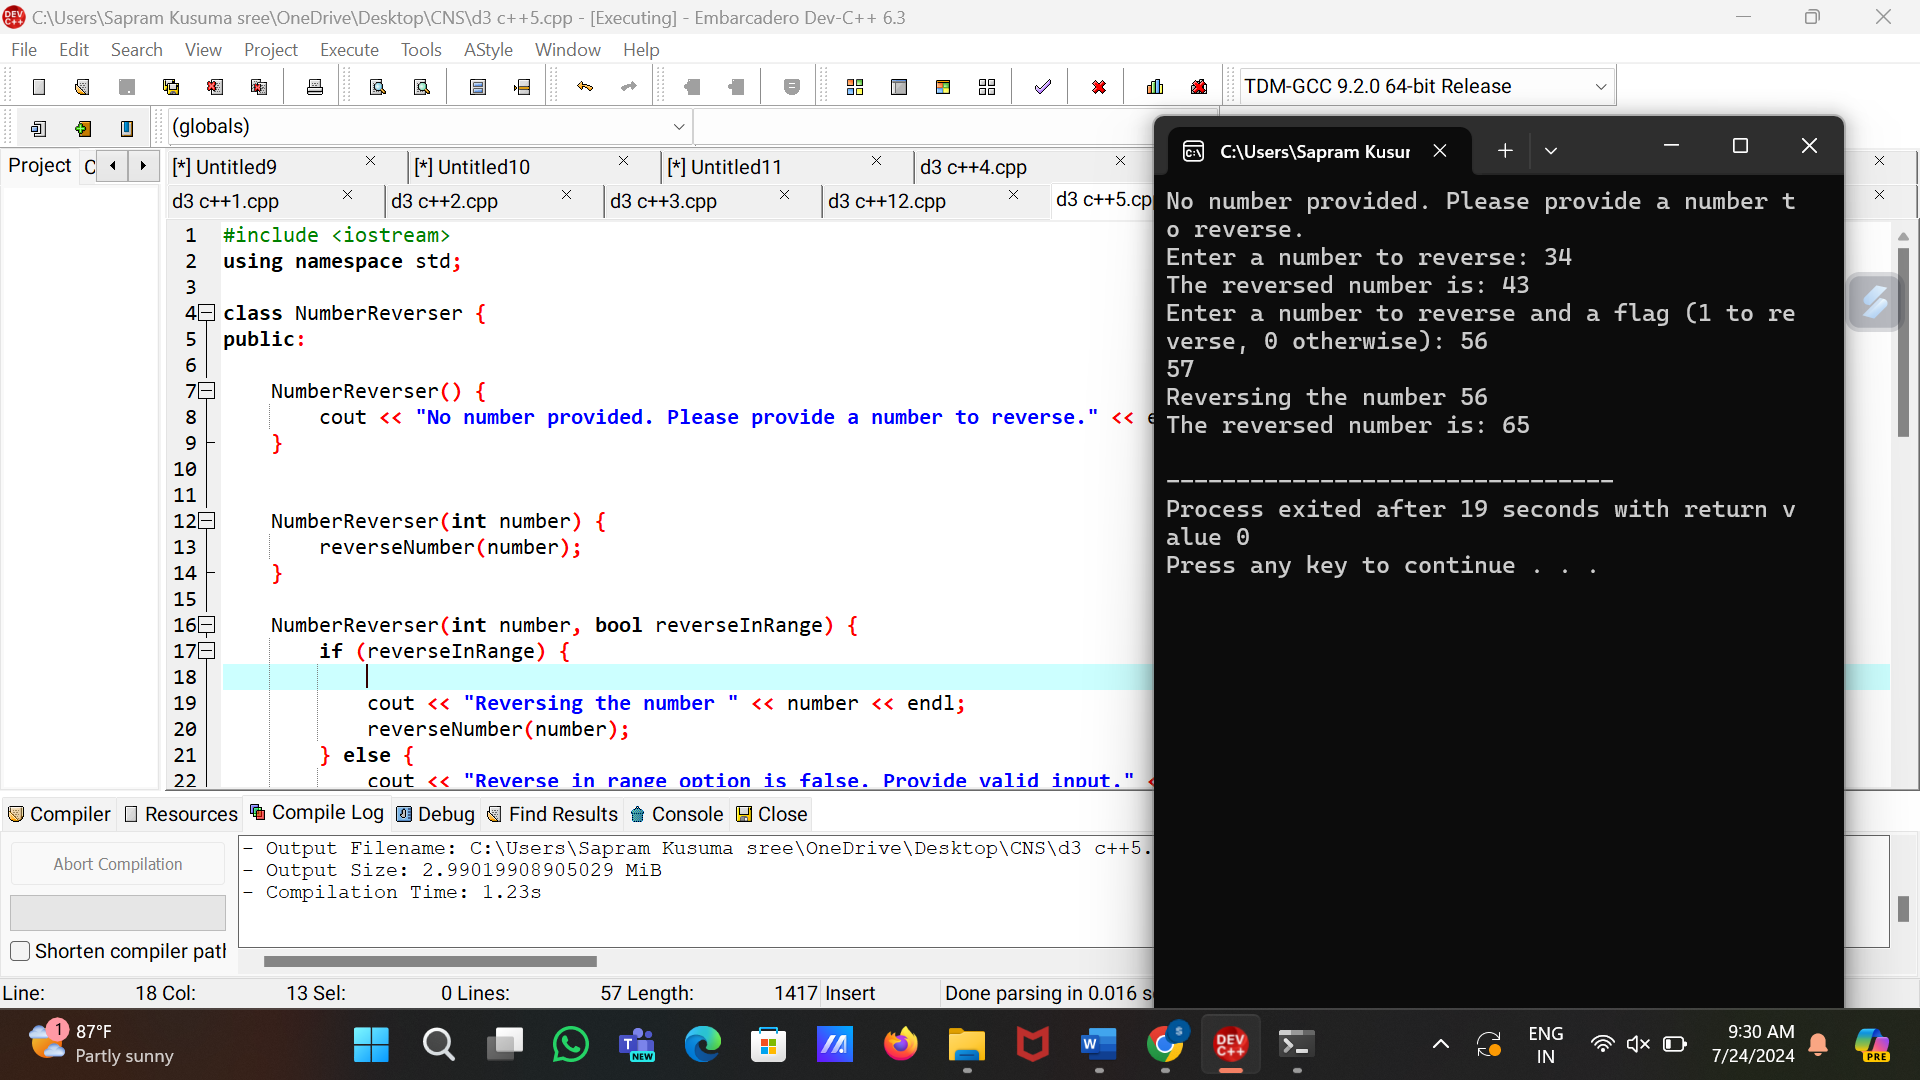 C:\Users\Sapram Kusuma sree\OneDrive\Desktop\CNS\d3 c++5.cpp - [Executing] - Embarcadero Dev-C++ 6.3
File Edit Search View Project Execute Tools AStyle Window Help
TDM-GCC 9.2.0 64-bit Release
(globals)
Project C
[*] Untitled9 [*] Untitled10 [*] Untitled11 d3 c++4.cpp
d3 c++1.cpp d3 c++2.cpp d3 c++3.cpp d3 c++12.cpp d3 c++5.cp
1 #include <iostream>
2 using namespace std;
3
4 class NumberReverser {
5 public:
6
7 NumberReverser() {
8 cout << "No number provided. Please provide a number to reverse." << e
9 }
10
11
12 NumberReverser(int number) {
13 reverseNumber(number);
14 }
15
16 NumberReverser(int number, bool reverseInRange) {
17 if (reverseInRange) {
18
19 cout << "Reversing the number " << number << endl;
20 reverseNumber(number);
21 } else {
22 cout << "Reverse in range option is false. Provide valid input." <
C:\Users\Sapram Kusur
No number provided. Please provide a number t
o reverse.
Enter a number to reverse: 34
The reversed number is: 43
Enter a number to reverse and a flag (1 to re
verse, 0 otherwise): 56
57
Reversing the number 56
The reversed number is: 65
--------------------------------
Process exited after 19 seconds with return v
alue 0
Press any key to continue . . .
Compiler Resources Compile Log Debug Find Results Console Close
Abort Compilation
Shorten compiler path
- Output Filename: C:\Users\Sapram Kusuma sree\OneDrive\Desktop\CNS\d3 c++5.
- Output Size: 2.99019908905029 MiB
- Compilation Time: 1.23s
Line: 18 Col: 13 Sel: 0 Lines: 57 Length: 1417 Insert Done parsing in 0.016 s
1
87°F
Partly sunny
NEW
DEV C++
ENG
IN
9:30 AM
7/24/2024
PRE